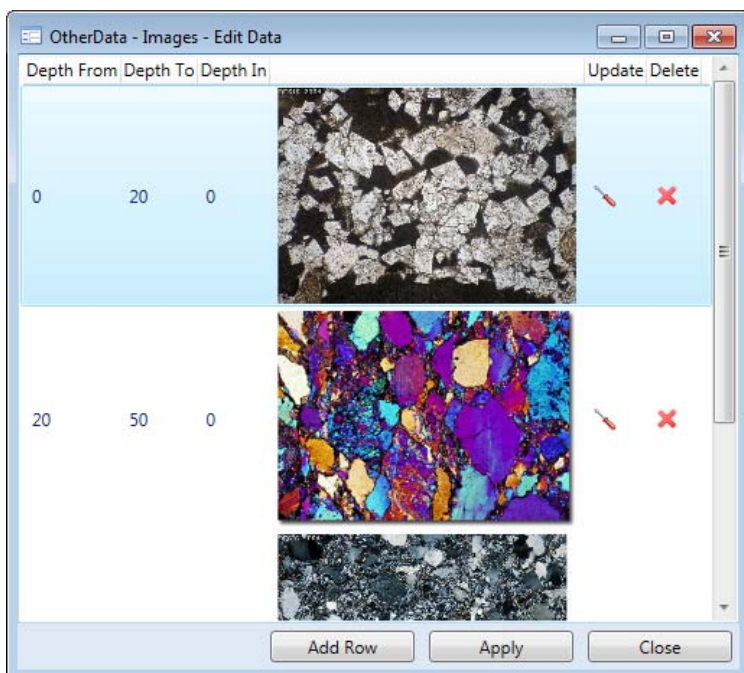 OtherData - Images - Edit Data
Depth From Depth To Depth In Update Delete
0 20 0
20 50 0
Add Row Apply Close